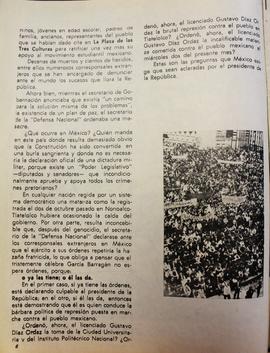 minos, jóvenes en edad escolar, padres de
familia, ancianos, representantes del pueblo que
se habían dado cita en La Plaza de las
Tres Culturas para ratificar una vez más su
apoyo al movimiento estudiantil mexicano.
Decenas de muertos y cientos de heridos,
entre ellos numerosos corresponsales extran-
jeros que se han encargado de denunciar
ante el mundo los sucesos que llena la Re-
pública.
Ahora bien, mientras el secretario de Go-
bernación anunciaba que existía "un camino
para la solución misma de los problemas",
a existencia de un plan de paz, el secretario
de la "Defensa Nacional" ordenaba una ma-
sacre.
¿Qué ocurre en México? ¿Quién manda
en este país donde resulta demasiado obvio
que la Constitución ha sido convertida en
una burla sangrienta y donde no es necesa-
ria la declaración oficial de una dictadura mi-
litar, porque existe un "Poder Legislativo"
—diputados y senadores— que incondicio-
nalmente aprueba y apoya todos los críme-
nes pretorianos?
En cualquier nación regida por un sistema
democrático una matanza como la
registrada el dos de octubre pasado en Nonoalco-
Tlatelolco hubiera ocasionado la caída del
gobierno. Por otra parte, resulta inconcebi-
ble que, después del genocidio, el secreta-
rio de la "Defensa Nacional" declarase ante
los corresponsales extranjeros en México
que el ejército a sus órdenes repetiría la ha-
zaña fratricida, lo que obliga a pensar que el
tristemente célebre García Barragán no es-
pera órdenes, porque:
o ya las tiene; o él las da.
En el primer caso, si ya tiene las órdenes,
está declarando culpable al presidente de la
República; en el otro, si él las da, entonces
está demostrando que él es quien conduce la
bárbara política de represión puesta en mar-
cha contra el pueblo mexicano.
¿Ordenó, ahora, el licenciado Gustavo
Díaz Ordaz la toma de la Ciudad Universita-
ria y del Instituto Politécnico Nacional? ¿Or-
4
denó, ahora, el licenciado Gustavo Díaz Or-
daz la brutal represión contra el pueblo en
Tlatelolco? ¿Ordenó, ahora, el licenciado
Gustavo Díaz Ordaz la incalificable matanza
cometida contra el pueblo mexicano el
miércoles dos del presente mes?
Estas son las preguntas que México exi-
ge que sean aclaradas por el presidente de
la República.